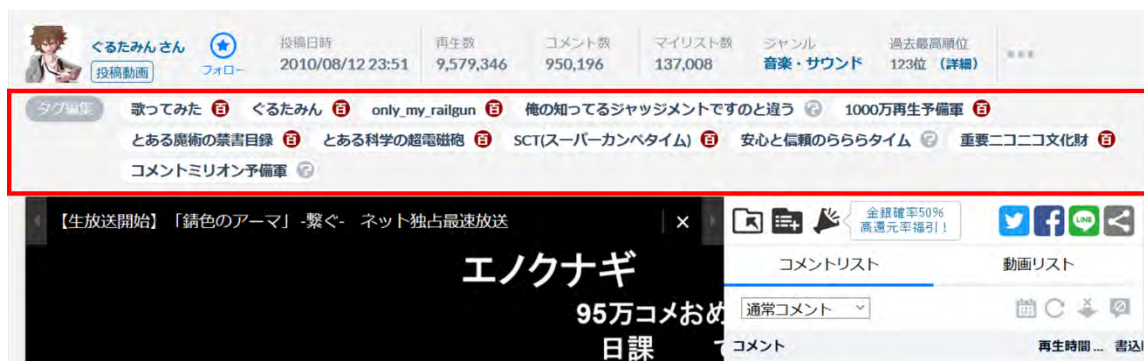 ぐるたみん さん
投稿動画
フォロー
投稿日時
2010/08/12 23:51
再生数
9,579,346
コメント数
950,196
マイリスト数
137,008
ジャンル
音楽・サウンド
過去最高順位
123位 (詳細)
タグ編集 歌ってみた 百 ぐるたみん 百 only_my_railgun 百 俺の知ってるジャッジメントですのと違う ? 1000万再生予備軍 百
とある魔術の禁書目録 百 とある科学の超電磁砲 百 SCT(スーパーカンペタイム) 百 安心と信頼のらららタイム ? 重要ニコニコ文化財 百
コメントミリオン予備軍 ?
【生放送開始】「錆色のアーマ」-繋ぐ- ネット独占最速放送 ×
金銀確率50%
高還元率福引!
LINE
エノクナギ
95万コメおめ
日課 て
コメントリスト 動画リスト
通常コメント
コメント 再生時間 ... 書込